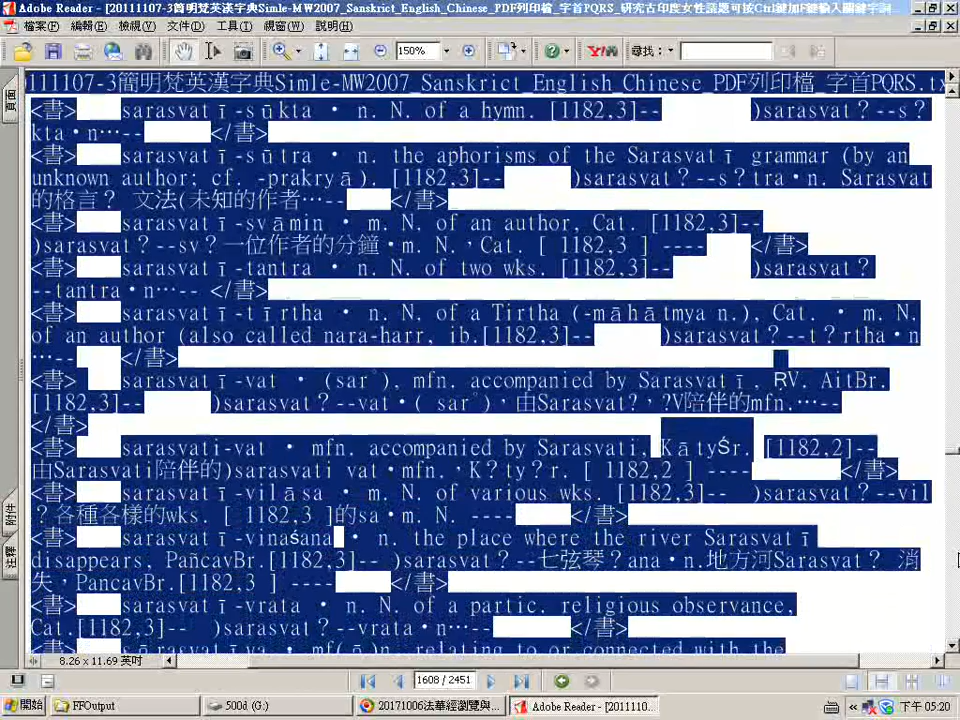 Adobe Reader - [20111107-3簡明梵英漢字典Simle-MW2007_Sanskrit_English_Chinese_PDF列印檔_字首PQRS_研究古印度女性議題可按Ctrl鍵加F鍵輸入關鍵字詞
檔案(F) 編輯(E) 檢視(V) 文件(D) 工具(T) 視窗(W) 說明(H)
150% Y! 尋找：
111107-3簡明梵英漢字典Simle-MW2007_Sanskrit_English_Chinese_PDF列印檔_字首PQRS.tx
<書> sarasvatī-sūkta • n. N. of a hymn. [1182,3]-- )sarasvat？--s？
kta•n…-- </書>
<書> sarasvatī-sūtra • n. the aphorisms of the Sarasvatī grammar (by an
unknown author; cf. -prakryā). [1182,3]-- )sarasvat？--s？tra•n. Sarasvat
的格言？ 文法(未知的作者…-- </書>
<書> sarasvatī-svāmin • m. N. of an author, Cat. [1182,3]--
)sarasvat？--sv？一位作者的分鐘•m. N.，Cat. [ 1182,3 ] ---- </書>
<書> sarasvatī-tantra • n. N. of two wks. [1182,3]-- )sarasvat？
--tantra•n…-- </書>
<書> sarasvatī-tīrtha • n. N. of a Tirtha (-māhātmya n.), Cat. • m. N.
of an author (also called nara-harr, ib.[1182,3]-- )sarasvat？--t？rtha•n
…-- </書>
<書> sarasvatī-vat • (sar°), mfn. accompanied by Sarasvatī, RV. AitBr.
[1182,3]-- )sarasvat？--vat•( sar°)，由Sarasvat?，?V陪伴的mfn.…--
</書>
<書> sarasvati-vat • mfn. accompanied by Sarasvati, KātyŚr. [1182,2]--
由Sarasvati陪伴的)sarasvati vat•mfn.，K？ty？r. [ 1182,2 ] ---- </書>
<書> sarasvatī-vilāsa • m. N. of various wks. [1182,3]-- )sarasvat？--vil
？各種各樣的wks. [ 1182,3 ]的sa•m. N. ---- </書>
<書> sarasvatī-vinaśana • n. the place where the river Sarasvatī
disappears, PañcavBr.[1182,3]-- )sarasvat？--七弦琴？ana•n.地方河Sarasvat？ 消
失，PancavBr.[1182,3 ] ---- </書>
<書> sarasvatī-vrata • n. N. of a partic. religious observance,
Cat.[1182,3]-- )sarasvat？--vrata•n…-- </書>
<書> sūrasvatīya • mf(ā)n. relating to or connected with the
8.26 x 11.69 英吋
1608 / 2451
頁面
附件
註釋
開始 FFOutput 500d (G:) 20171006法華經瀏覽與... Adobe Reader - [2011110... « 下午 05:20